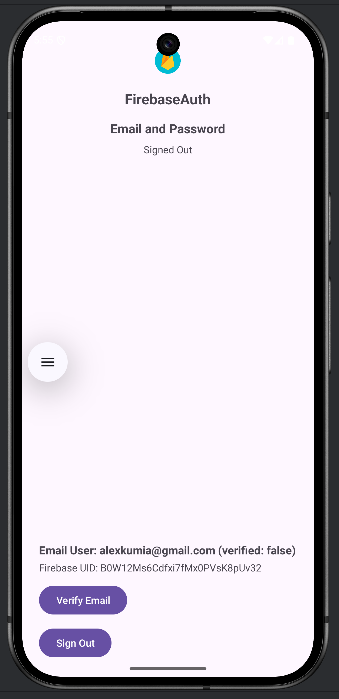 FirebaseAuth
Email and Password
Signed Out
Email User: alexkumia@gmail.com (verified: false)
Firebase UID: B0W12Ms6Cdfxi7fMx0PVsK8pUv32
Verify Email
Sign Out